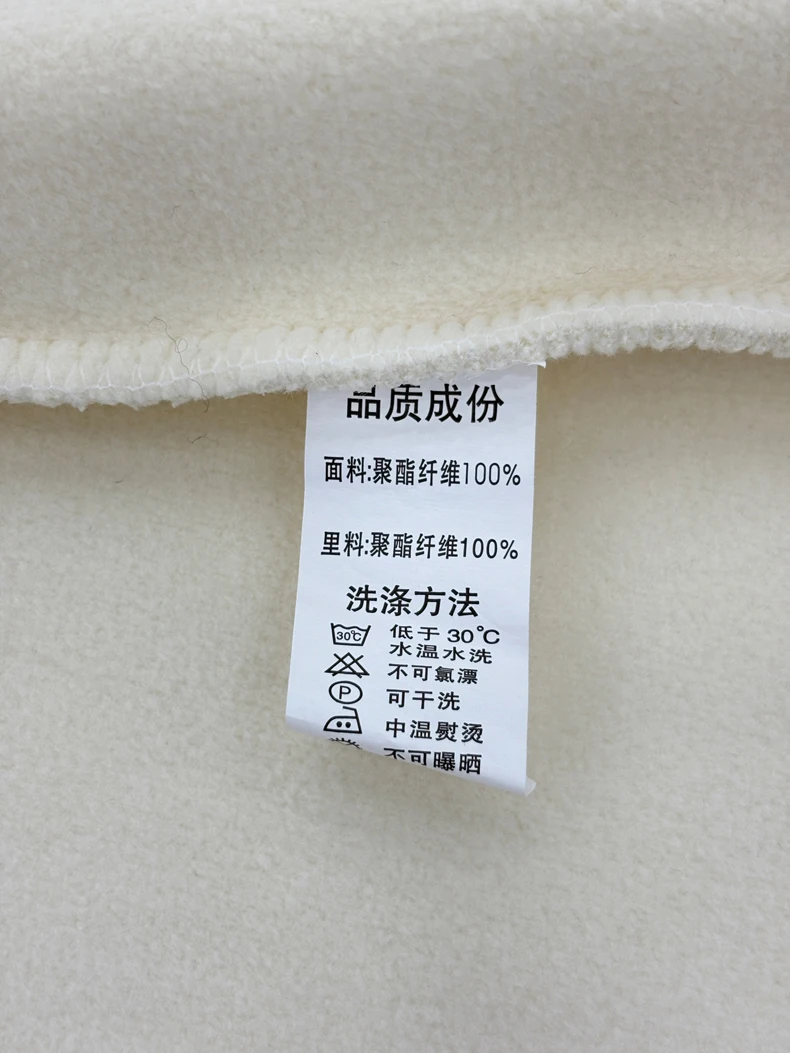 品质成份
面料:聚酯纤维100%
里料:聚酯纤维100%
洗涤方法
30℃ 低于30℃
水温水洗
不可氯漂
P 可干洗
中温熨烫
不可曝晒